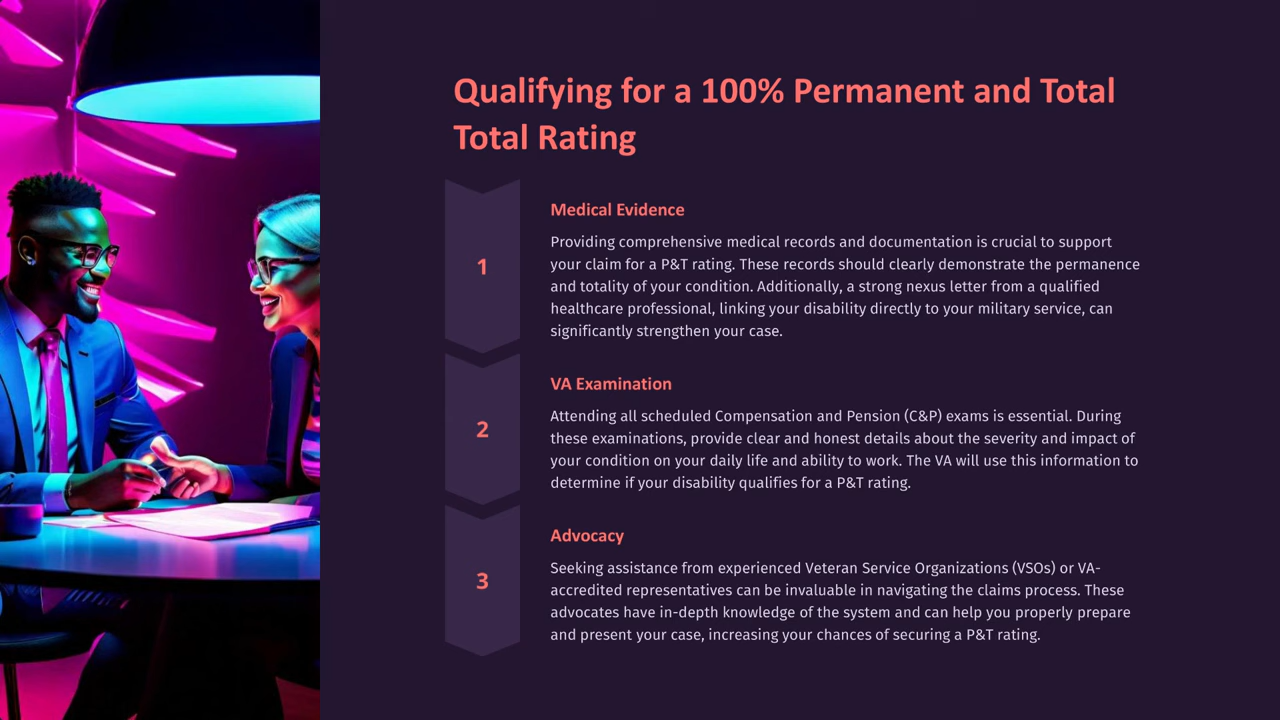 Qualifying for a 100% Permanent and Total
Total Rating
1
Medical Evidence
Providing comprehensive medical records and documentation is crucial to support
your claim for a P&T rating. These records should clearly demonstrate the permanence
and totality of your condition. Additionally, a strong nexus letter from a qualified
healthcare professional, linking your disability directly to your military service, can
significantly strengthen your case.
2
VA Examination
Attending all scheduled Compensation and Pension (C&P) exams is essential. During
these examinations, provide clear and honest details about the severity and impact of
your condition on your daily life and ability to work. The VA will use this information to
determine if your disability qualifies for a P&T rating.
3
Advocacy
Seeking assistance from experienced Veteran Service Organizations (VSOs) or VA-
accredited representatives can be invaluable in navigating the claims process. These
advocates have in-depth knowledge of the system and can help you properly prepare
and present your case, increasing your chances of securing a P&T rating.